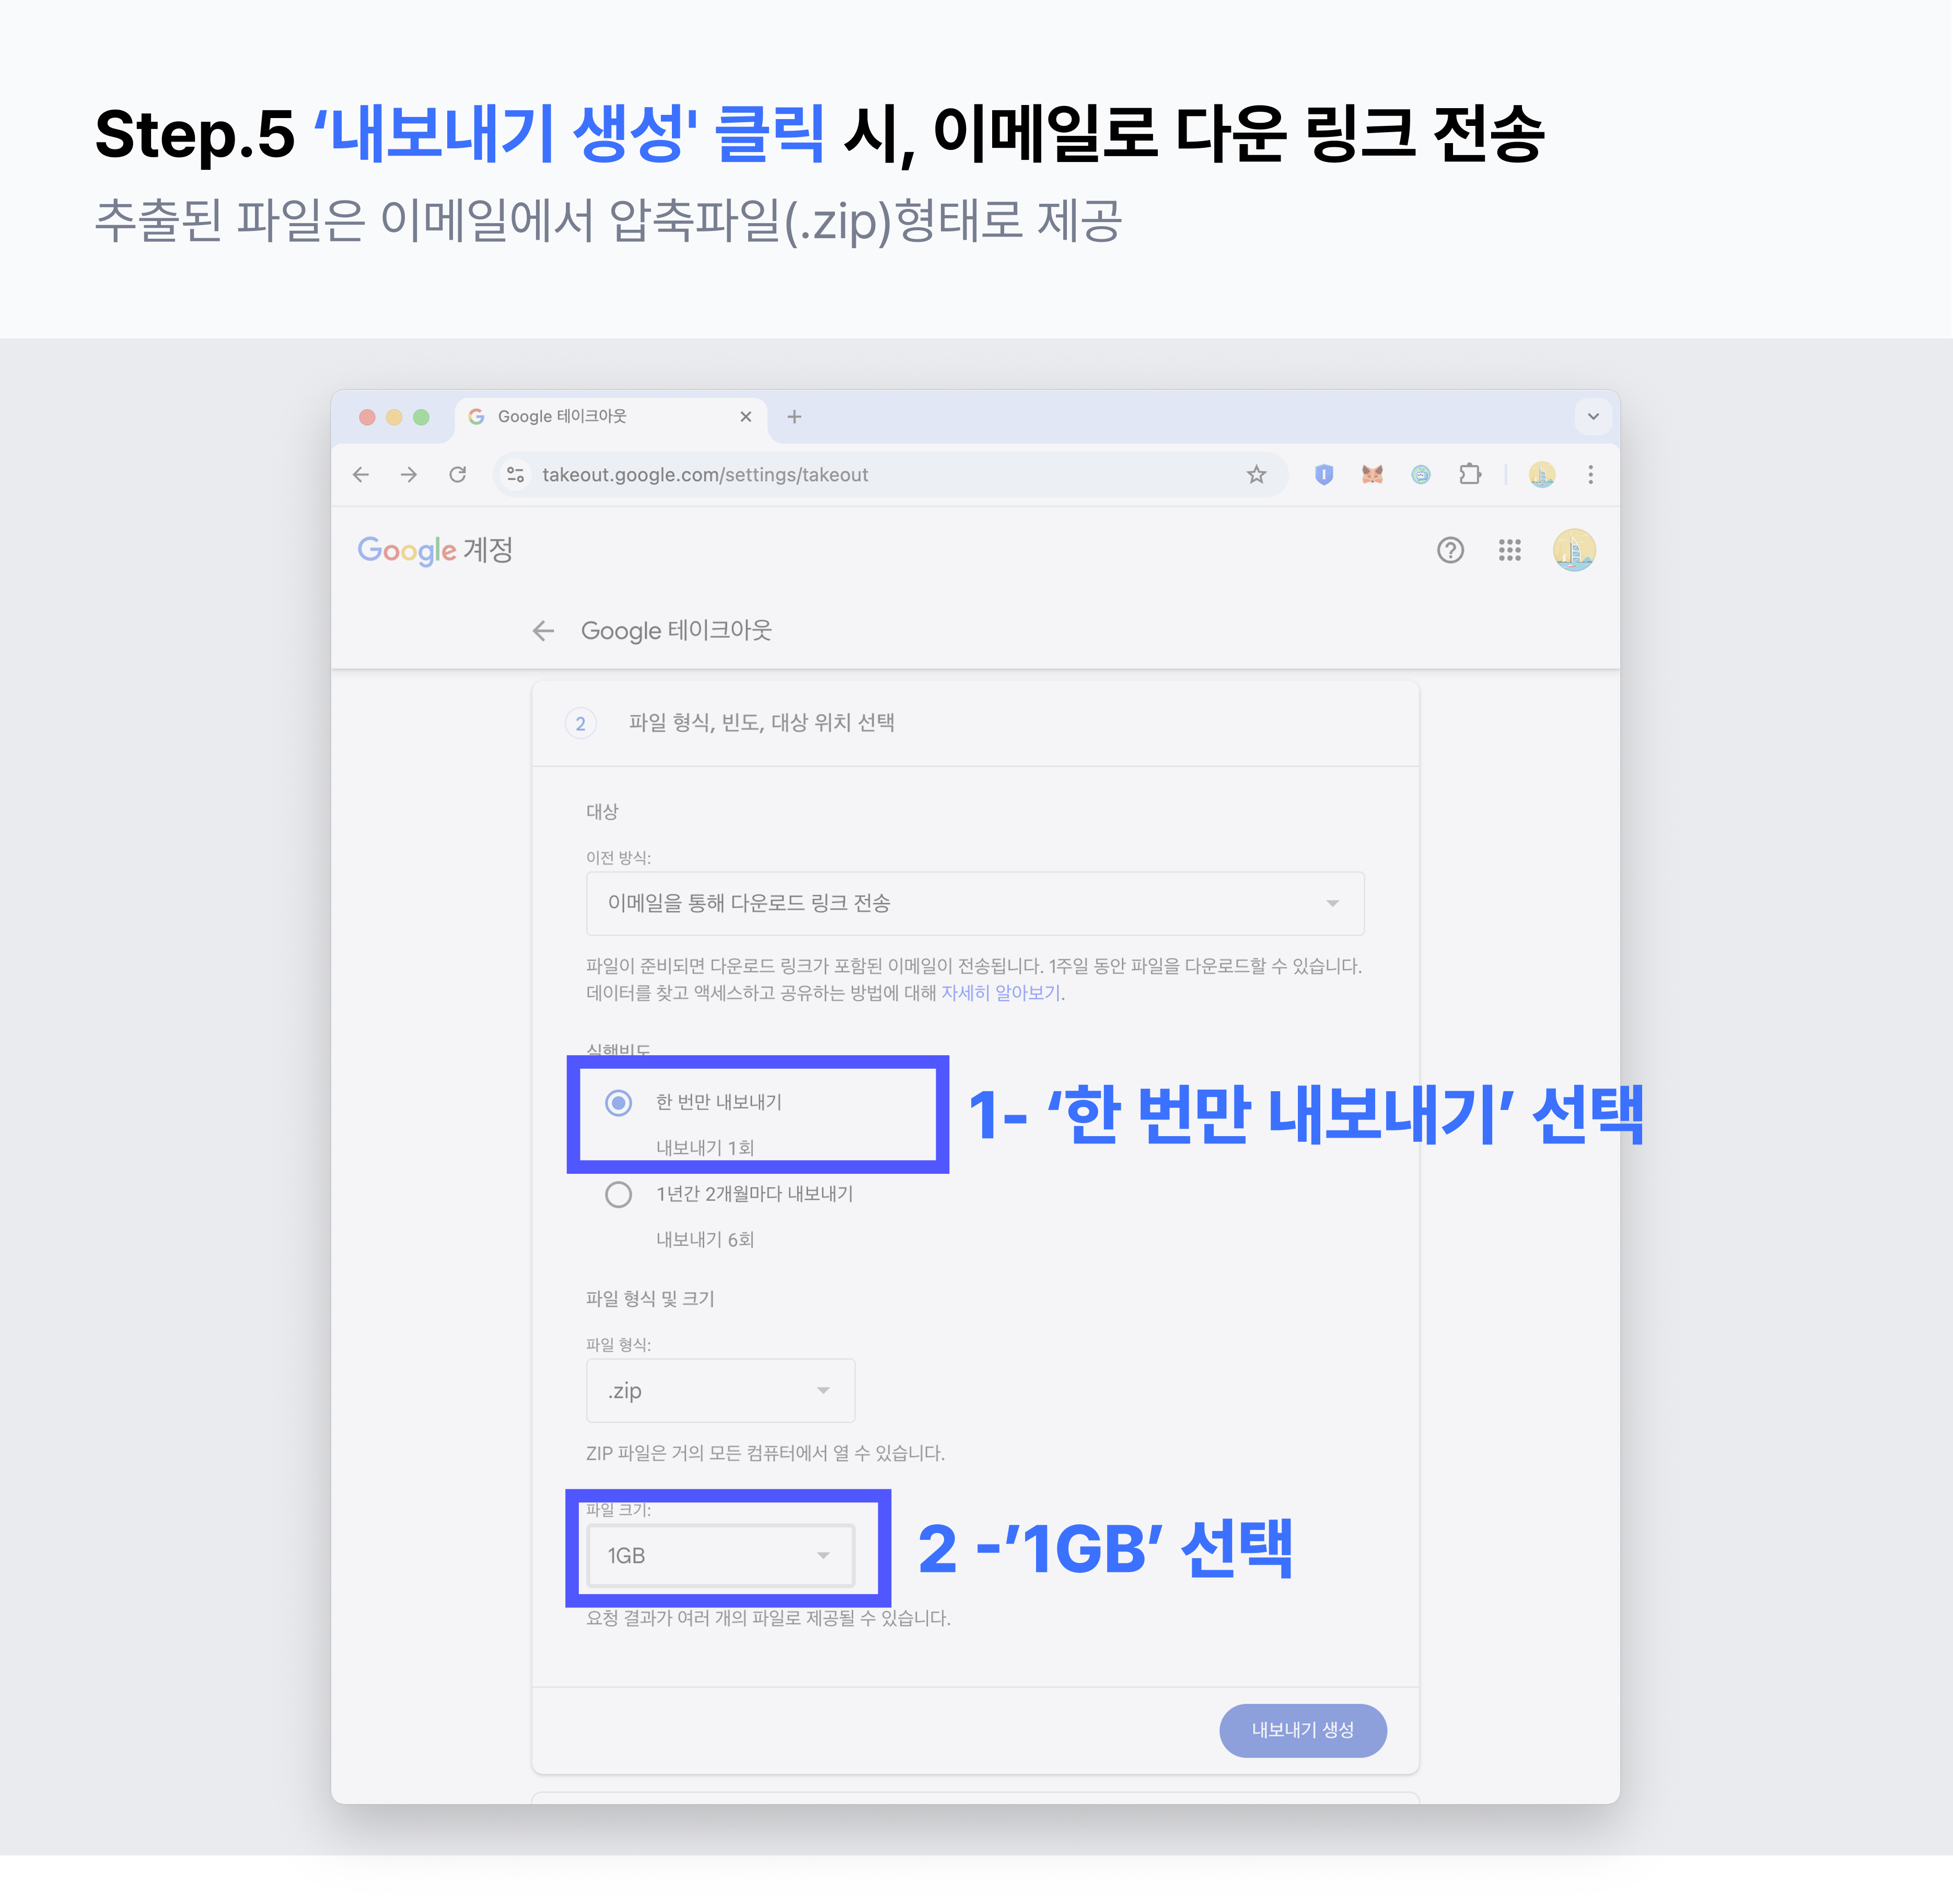 Step.5 ‘내보내기 생성' 클릭 시, 이메일로 다운 링크 전송
추출된 파일은 이메일에서 압축파일(.zip)형태로 제공
Google 테이크아웃
takeout.google.com/settings/takeout
Google 계정
Google 테이크아웃
2 파일 형식, 빈도, 대상 위치 선택
대상
이전 방식:
이메일을 통해 다운로드 링크 전송
파일이 준비되면 다운로드 링크가 포함된 이메일이 전송됩니다. 1주일 동안 파일을 다운로드할 수 있습니다.
데이터를 찾고 액세스하고 공유하는 방법에 대해 자세히 알아보기.
실행빈도
한 번만 내보내기
1- ‘한 번만 내보내기’ 선택
내보내기 1회
1년간 2개월마다 내보내기
내보내기 6회
파일 형식 및 크기
파일 형식:
.zip
ZIP 파일은 거의 모든 컴퓨터에서 열 수 있습니다.
파일 크기:
1GB
2 -’1GB’ 선택
요청 결과가 여러 개의 파일로 제공될 수 있습니다.
내보내기 생성